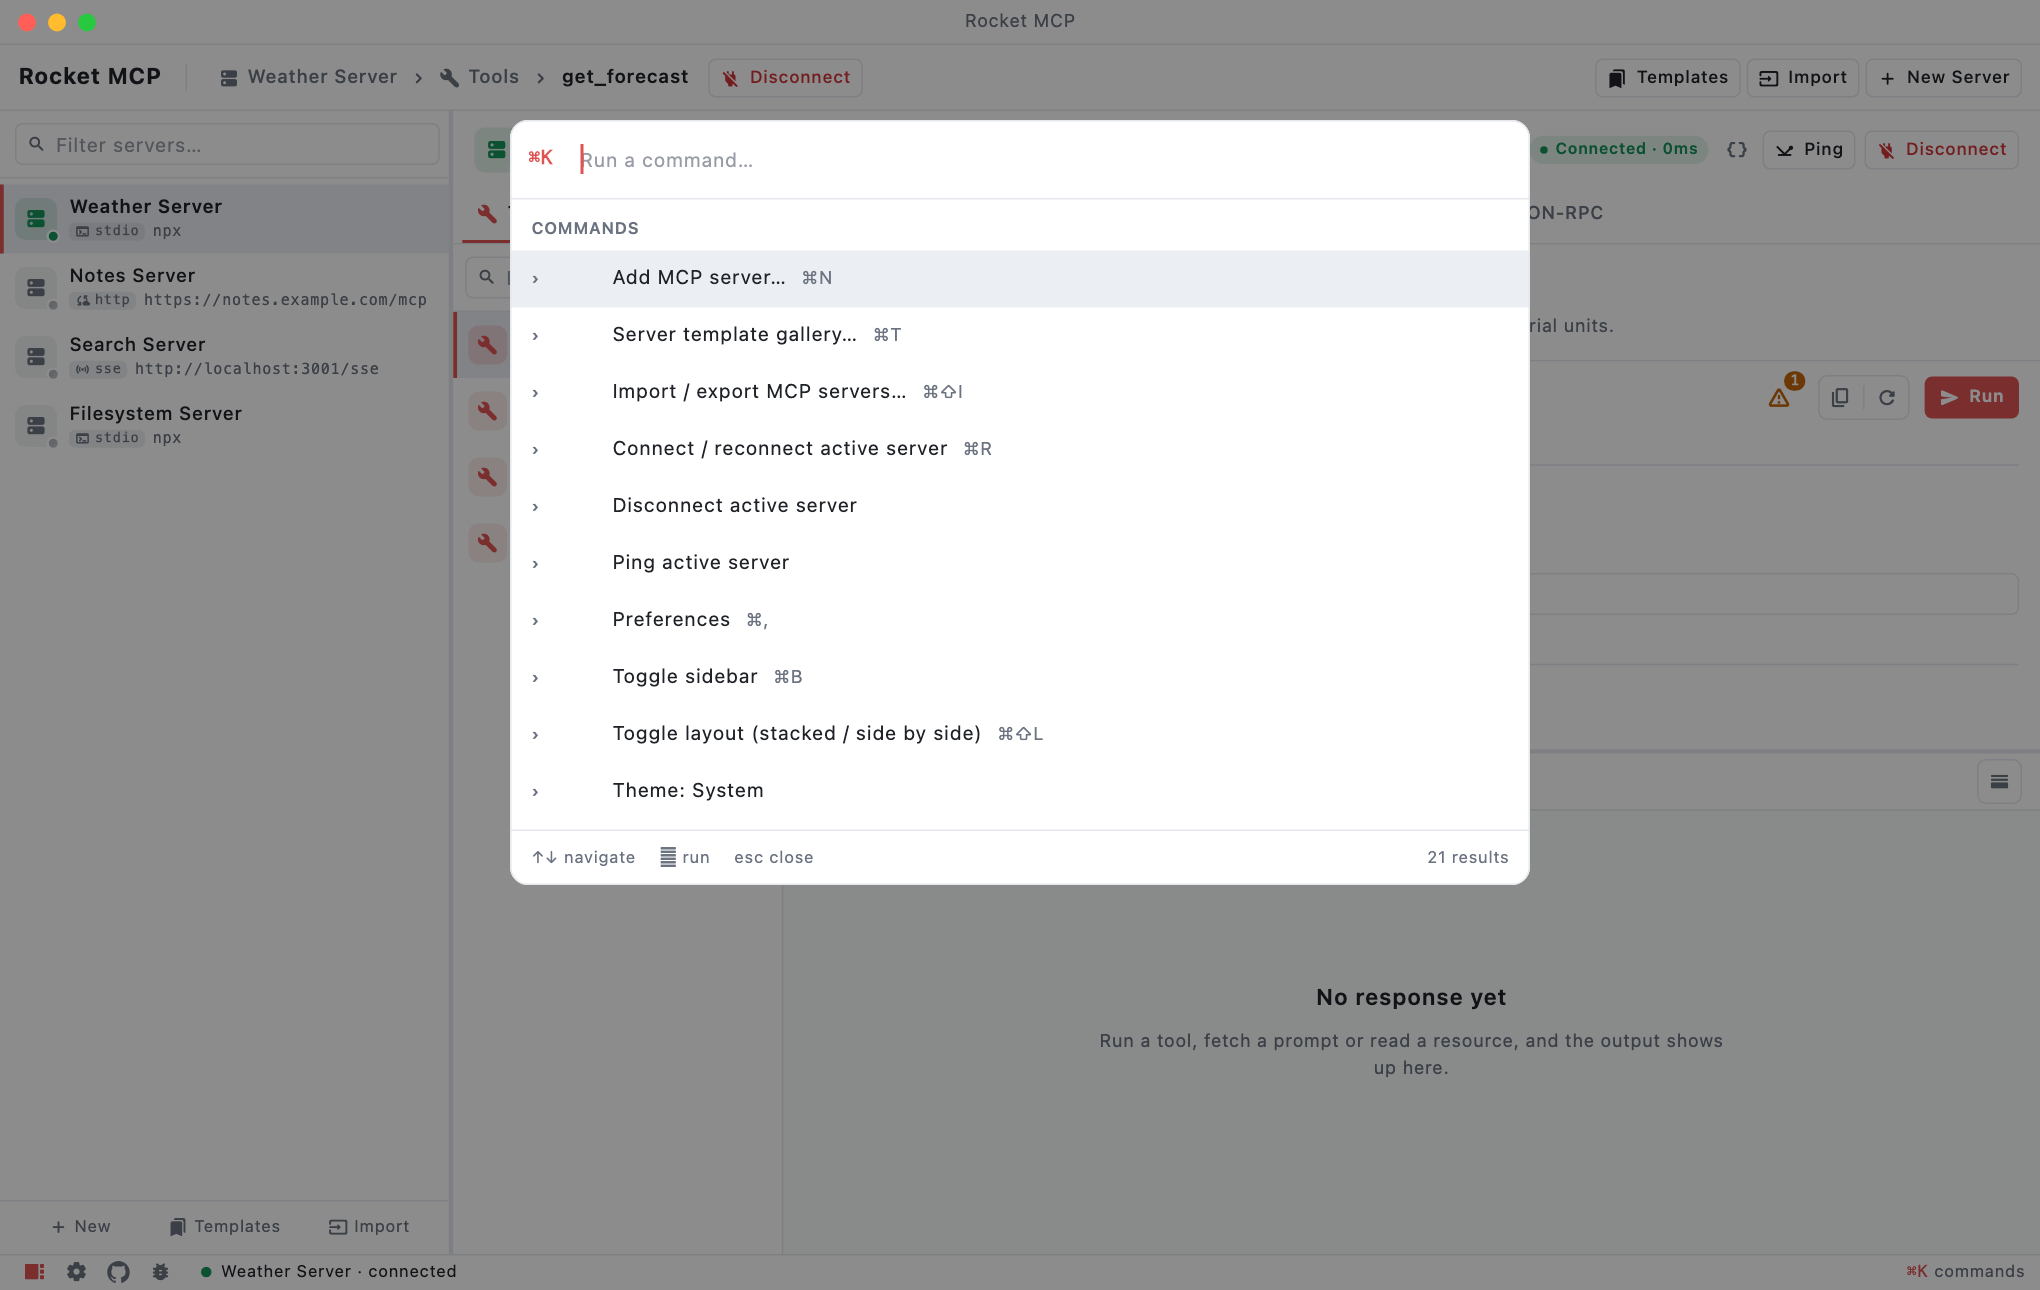 Rocket MCP
Rocket MCP
Weather Server › Tools › get_forecast
Disconnect
Templates
Import
+ New Server
Filter servers…
Weather Server
stdio npx
Notes Server
http https://notes.example.com/mcp
Search Server
sse http://localhost:3001/sse
Filesystem Server
stdio npx
+ New
Templates
Import
Connected · 0ms
{}
Ping
Disconnect
ON-RPC
rial units.
1
Run
⌘K
Run a command…
COMMANDS
› Add MCP server… ⌘N
› Server template gallery… ⌘T
› Import / export MCP servers… ⌘⇧I
› Connect / reconnect active server ⌘R
› Disconnect active server
› Ping active server
› Preferences ⌘,
› Toggle sidebar ⌘B
› Toggle layout (stacked / side by side) ⌘⇧L
› Theme: System
↑↓ navigate
run
esc close
21 results
No response yet
Run a tool, fetch a prompt or read a resource, and the output shows
up here.
Weather Server · connected
⌘K commands